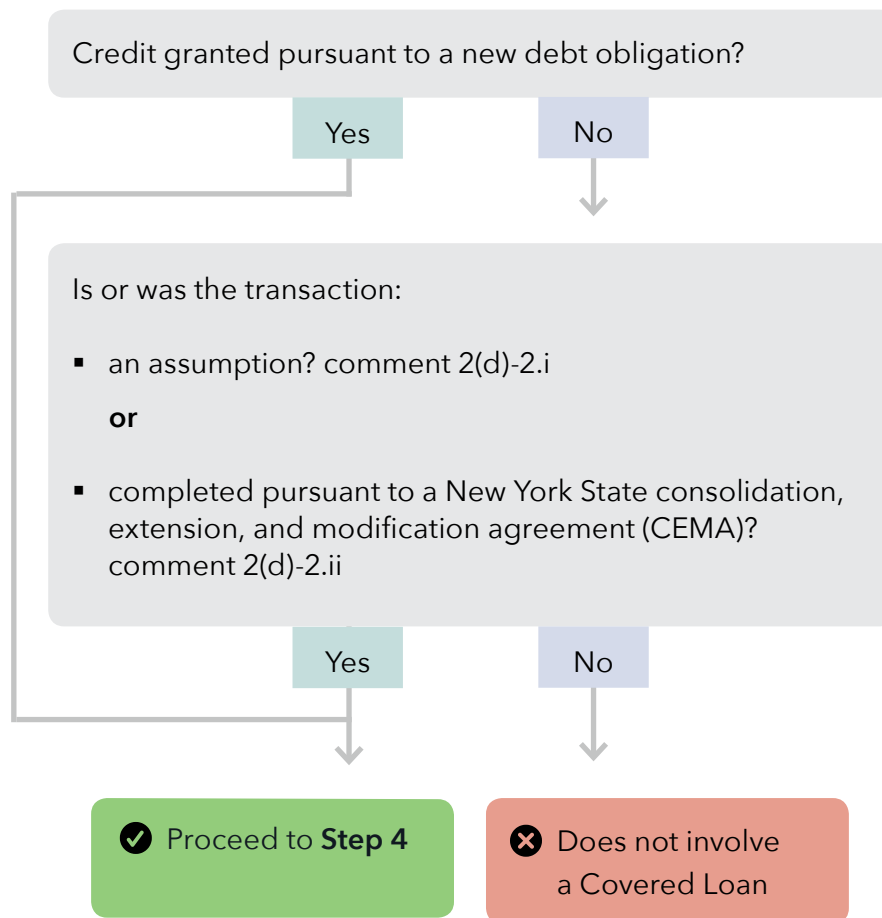 Credit granted pursuant to a new debt obligation?
Yes
No
Is or was the transaction:
▪ an assumption? comment 2(d)-2.i
or
▪ completed pursuant to a New York State consolidation,
extension, and modification agreement (CEMA)?
comment 2(d)-2.ii
Yes
No
Proceed to Step 4
Does not involve
a Covered Loan